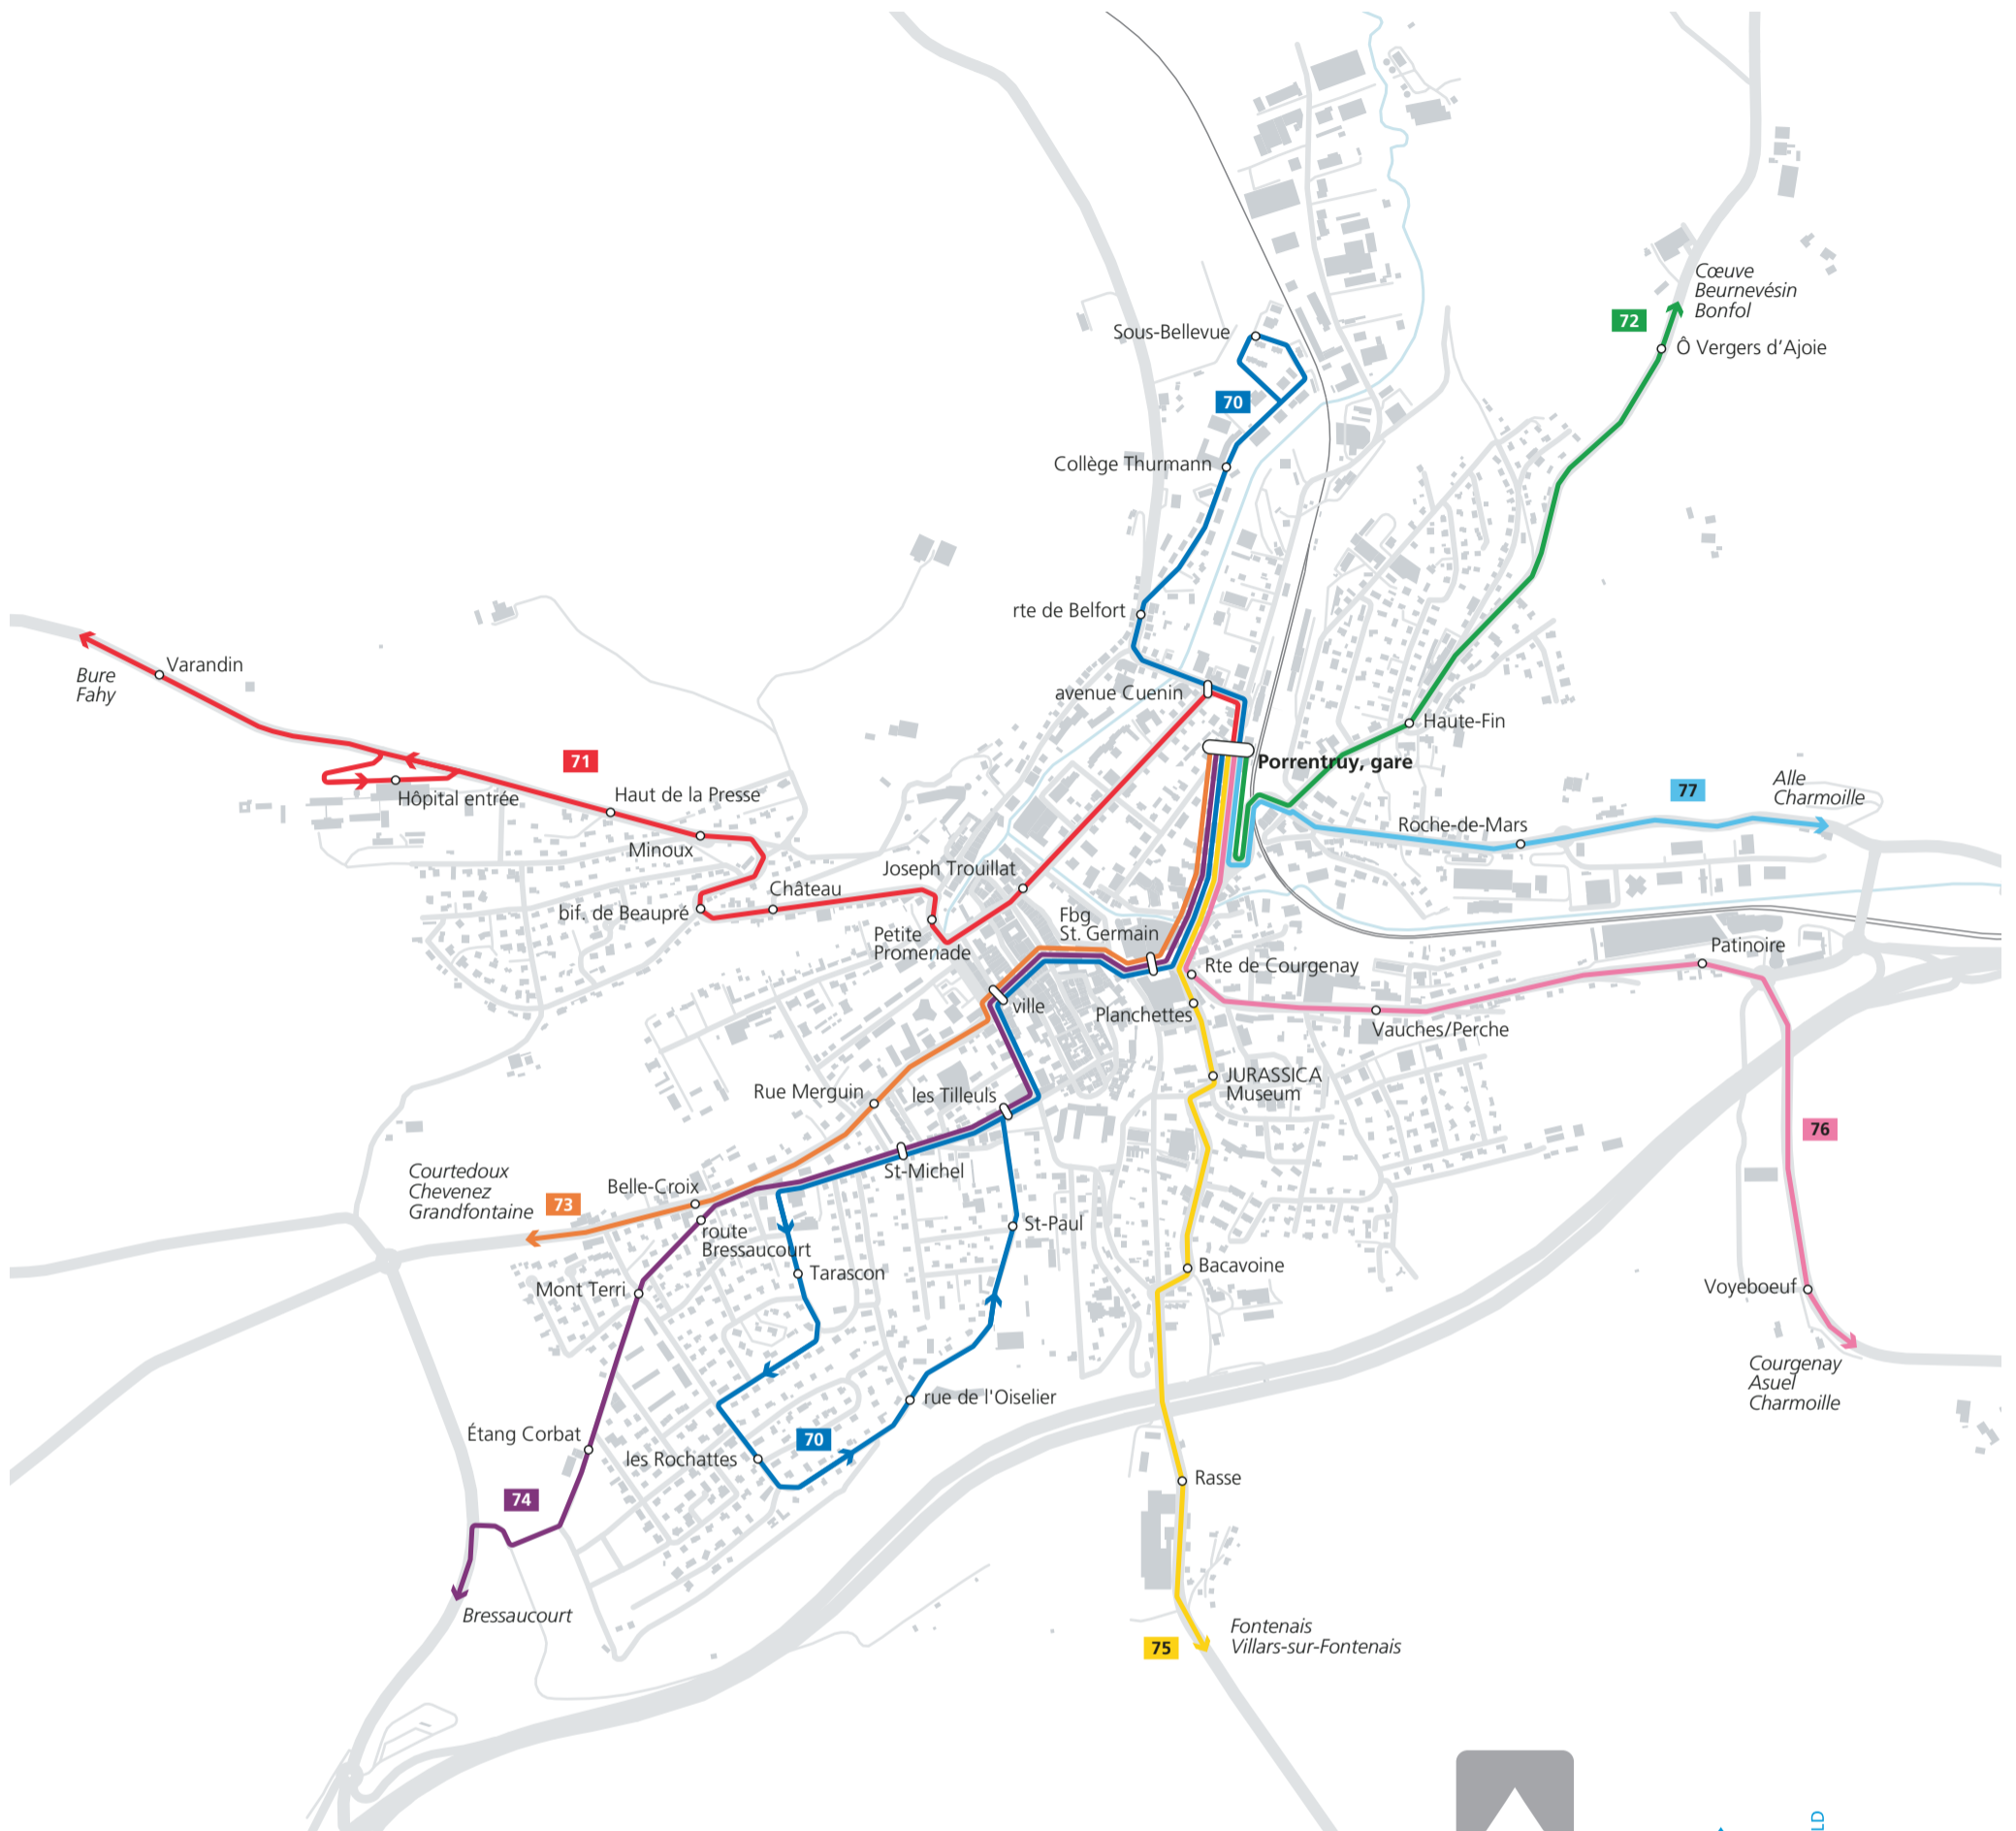 Cœuve
Beurnevésin
Bonfol
72
Sous-Bellevue
Ô Vergers d'Ajoie
70
Collège Thurmann
rte de Belfort
Varandin
Bure
Fahy
avenue Cuenin
Haute-Fin
71
Porrentruy, gare
Hôpital entrée
Haut de la Presse
77
Alle
Charmoille
Roche-de-Mars
Minoux
Joseph Trouillat
Château
bif. de Beaupré
Fbg
St. Germain
Petite
Promenade
Patinoire
Rte de Courgenay
ville
Planchettes
Vauches/Perche
JURASSICA
Museum
Rue Merguin
les Tilleuls
76
St-Michel
Courtedoux
Chevenez
Grandfontaine
73
Belle-Croix
route
Bressaucourt
St-Paul
Tarascon
Bacavoine
Mont Terri
Voyeboeuf
Courgenay
Asuel
Charmoille
rue de l'Oiselier
Étang Corbat
70
les Rochattes
Rasse
74
Bressaucourt
75
Fontenais
Villars-sur-Fontenais
LD